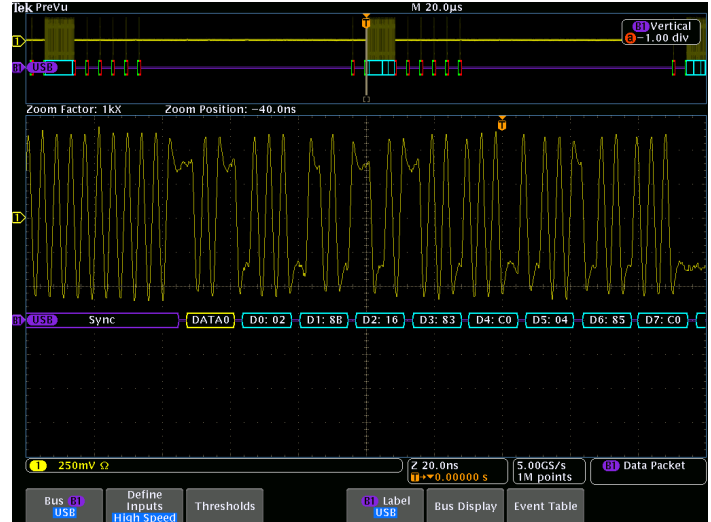 Tek PreVu M 20.0µs
T
B1 Vertical
a -1.00 div
1
B1 USB
Zoom Factor: 1kX Zoom Position: -40.0ns
T
1
B1 USB Sync DATA0 D0: 02 D1: 8B D2: 16 D3: 83 D4: C0 D5: 04 D6: 85 D7: C0
1 250mV Ω
Z 20.0ns
T→▼0.00000 s
5.00GS/s
1M points
B1 Data Packet
Bus B1
USB
Define
Inputs
High Speed
Thresholds
B1 Label
USB
Bus Display
Event Table